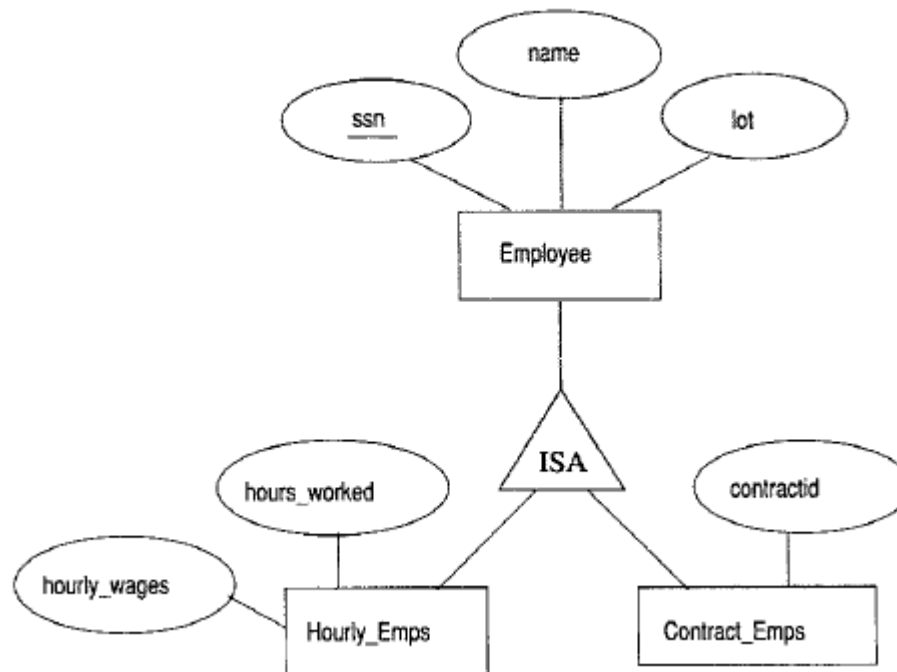 name
ssn
lot
Employee
ISA
hours_worked
contractid
hourly_wages
Hourly_Emps
Contract_Emps